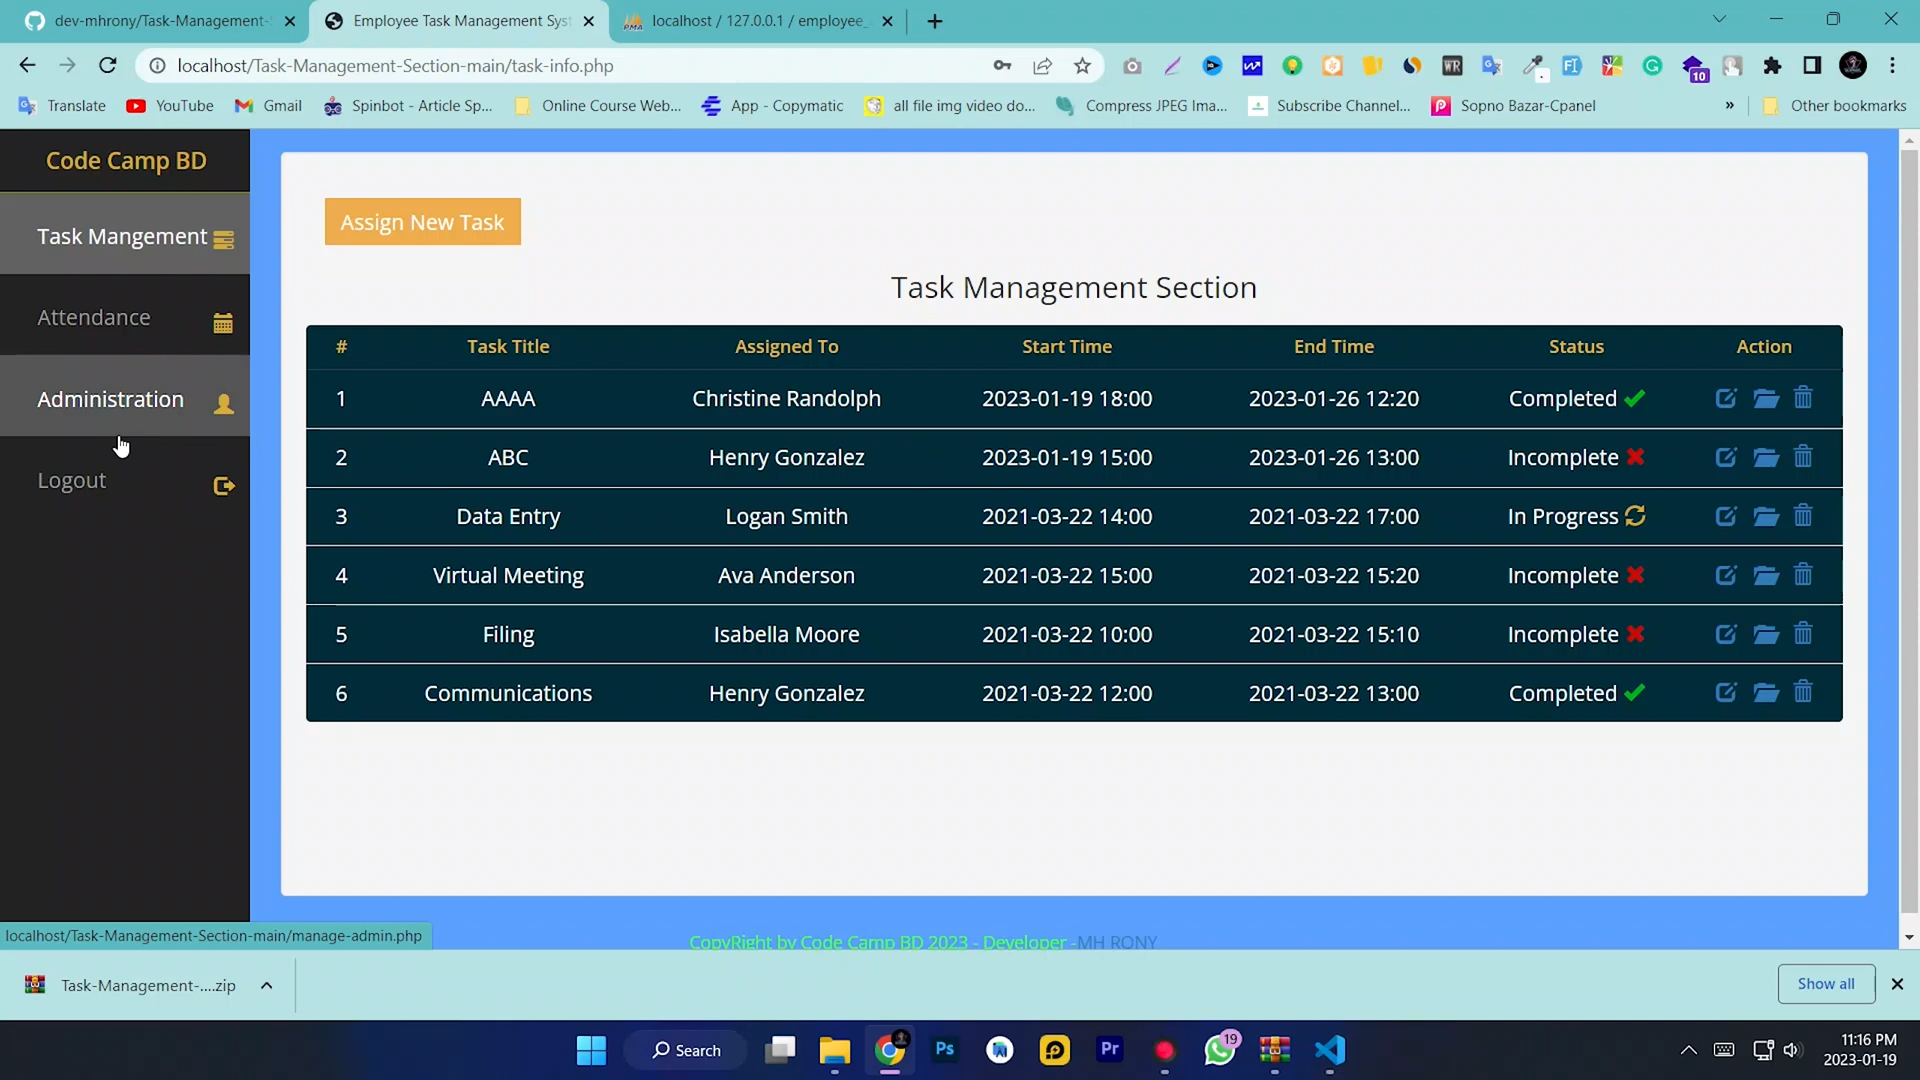 dev-mhrony/Task-Management-
Employee Task Management Sys
localhost / 127.0.0.1 / employee_
localhost/Task-Management-Section-main/task-info.php
10
Translate
YouTube
Gmail
Spinbot - Article Sp...
Online Course Web...
App - Copymatic
all file img video do...
Compress JPEG Ima...
Subscribe Channel...
Sopno Bazar-Cpanel
»
Other bookmarks
Code Camp BD
Task Mangement
Attendance
Administration
Logout
Assign New Task
Task Management Section
# Task Title Assigned To Start Time End Time Status Action
1 AAAA Christine Randolph 2023-01-19 18:00 2023-01-26 12:20 Completed
2 ABC Henry Gonzalez 2023-01-19 15:00 2023-01-26 13:00 Incomplete
3 Data Entry Logan Smith 2021-03-22 14:00 2021-03-22 17:00 In Progress
4 Virtual Meeting Ava Anderson 2021-03-22 15:00 2021-03-22 15:20 Incomplete
5 Filing Isabella Moore 2021-03-22 10:00 2021-03-22 15:10 Incomplete
6 Communications Henry Gonzalez 2021-03-22 12:00 2021-03-22 13:00 Completed
localhost/Task-Management-Section-main/manage-admin.php
CopyRight by Code Camp BD 2023 - Developer -MH RONY
Task-Management-....zip
Show all
Search
Ps
Pr
19
11:16 PM
2023-01-19